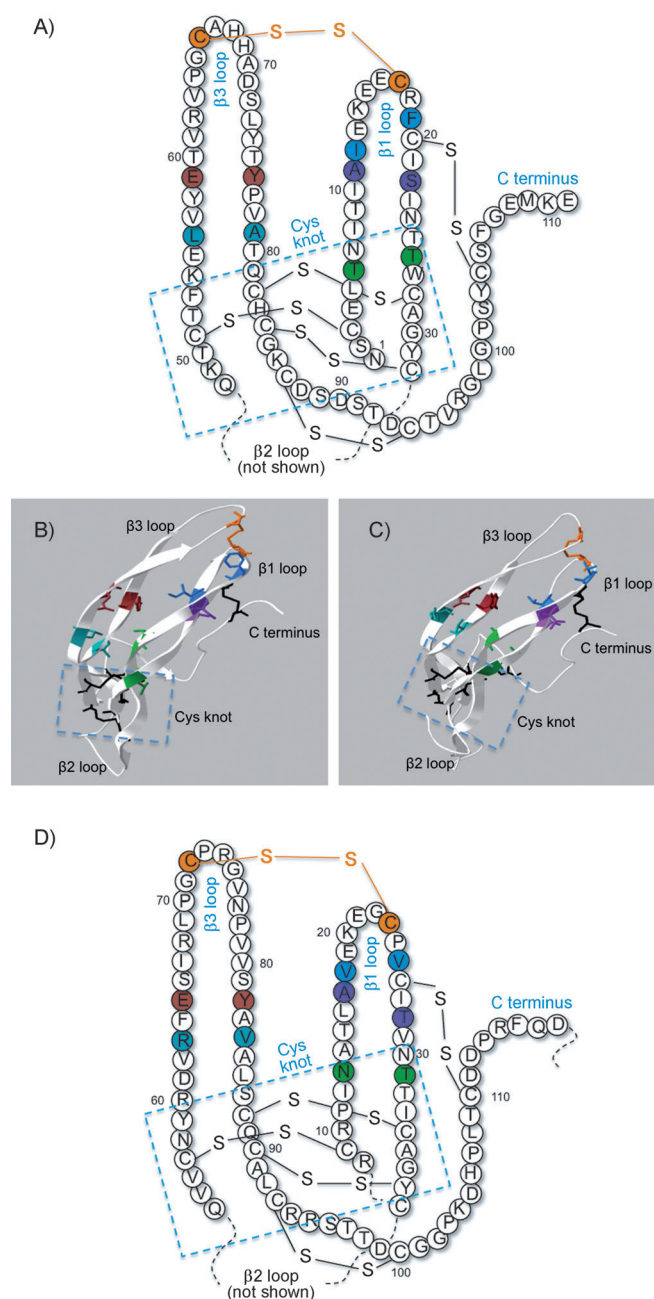 A)
S S
C A H H A D S L Y T Y P V A T Q C H C G K C D S D S T D C T V R G L G P S Y C S F G E M K E
Q K T C T F K E L V Y E T V R V P G
N S C E L T N I T I A I E K E E C R F C I S I N T T W C A G Y C
β3 loop
β1 loop
70
60
20
10
80
50
1
30
90
100
110
S
S
C terminus
Cys
knot
S
S
S
S
S
S
S
S
β2 loop
(not shown)
B)
β3 loop
β1 loop
C terminus
Cys knot
β2 loop
C)
β3 loop
β1 loop
C terminus
Cys knot
β2 loop
D)
S S
C P R G V N P V V S Y A V A L S C Q C A L C R R S T T D C G G P K D H P L T C D D P R F Q D
Q V V C N Y R D V R F E S I R L P G
R C R P I N A T L A V E K E G C P V C I T V N T T I C A G Y C
β3 loop
β1 loop
70
20
80
60
10
30
90
100
110
S
S
C terminus
Cys
knot
S
S
S
S
S
S
S
S
β2 loop
(not shown)